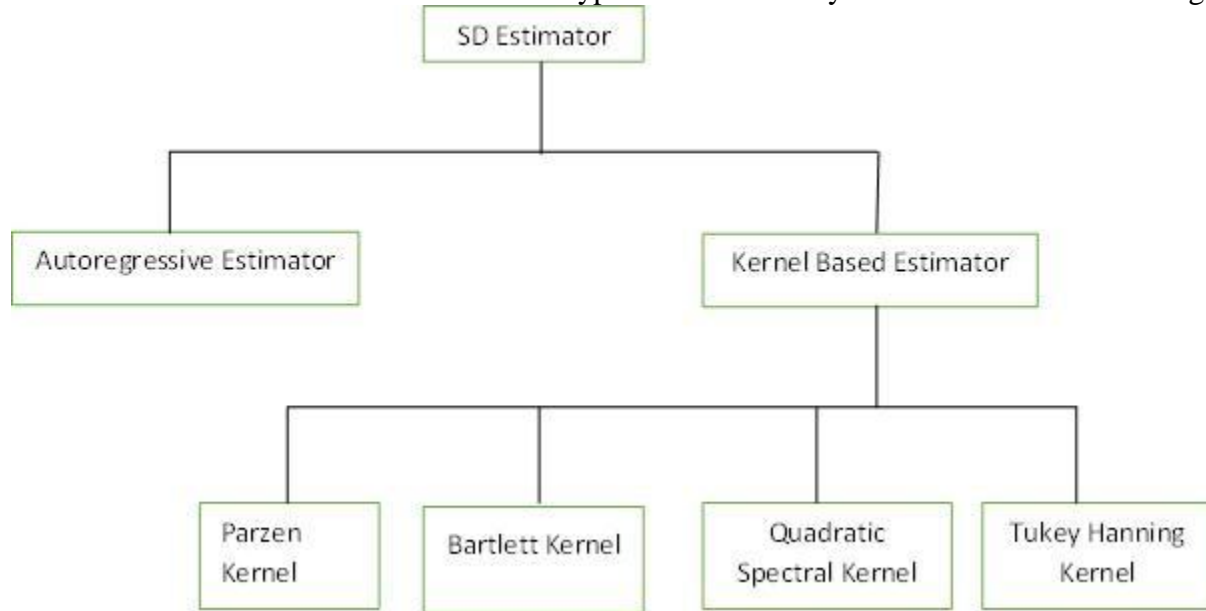 SD Estimator
Autoregressive Estimator
Kernel Based Estimator
Parzen
Kernel
Bartlett Kernel
Quadratic
Spectral Kernel
Tukey Hanning
Kernel